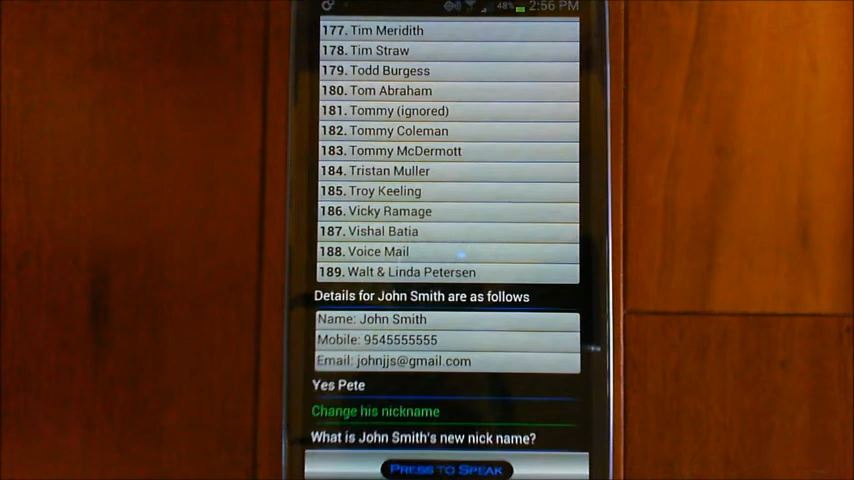 48% 2:56 PM
177. Tim Meridith
178. Tim Straw
179. Todd Burgess
180. Tom Abraham
181. Tommy (ignored)
182. Tommy Coleman
183. Tommy McDermott
184. Tristan Muller
185. Troy Keeling
186. Vicky Ramage
187. Vishal Batia
188. Voice Mail
189. Walt & Linda Petersen
Details for John Smith are as follows
Name: John Smith
Mobile: 9545555555
Email: johnjjs@gmail.com
Yes Pete
Change his nickname
What is John Smith's new nick name?
PRESS TO SPEAK